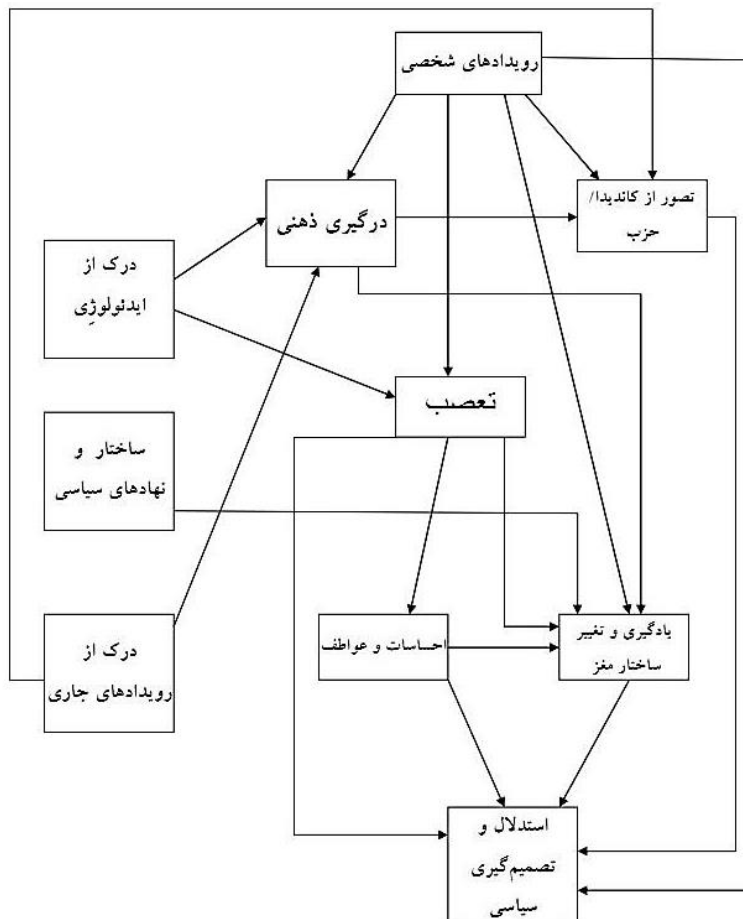 رویدادهای شخصی
تصور از کاندیدا/
حزب
درگیری ذهنی
درک از
ایدئولوژِی
تعصب
ساختار و
نهادهای سیاسی
احساسات و عواطف
یادگیری و تغییر
ساختار مغز
درک از
رویدادهای جاری
استدلال و
تصمیم‌گیری
سیاسی